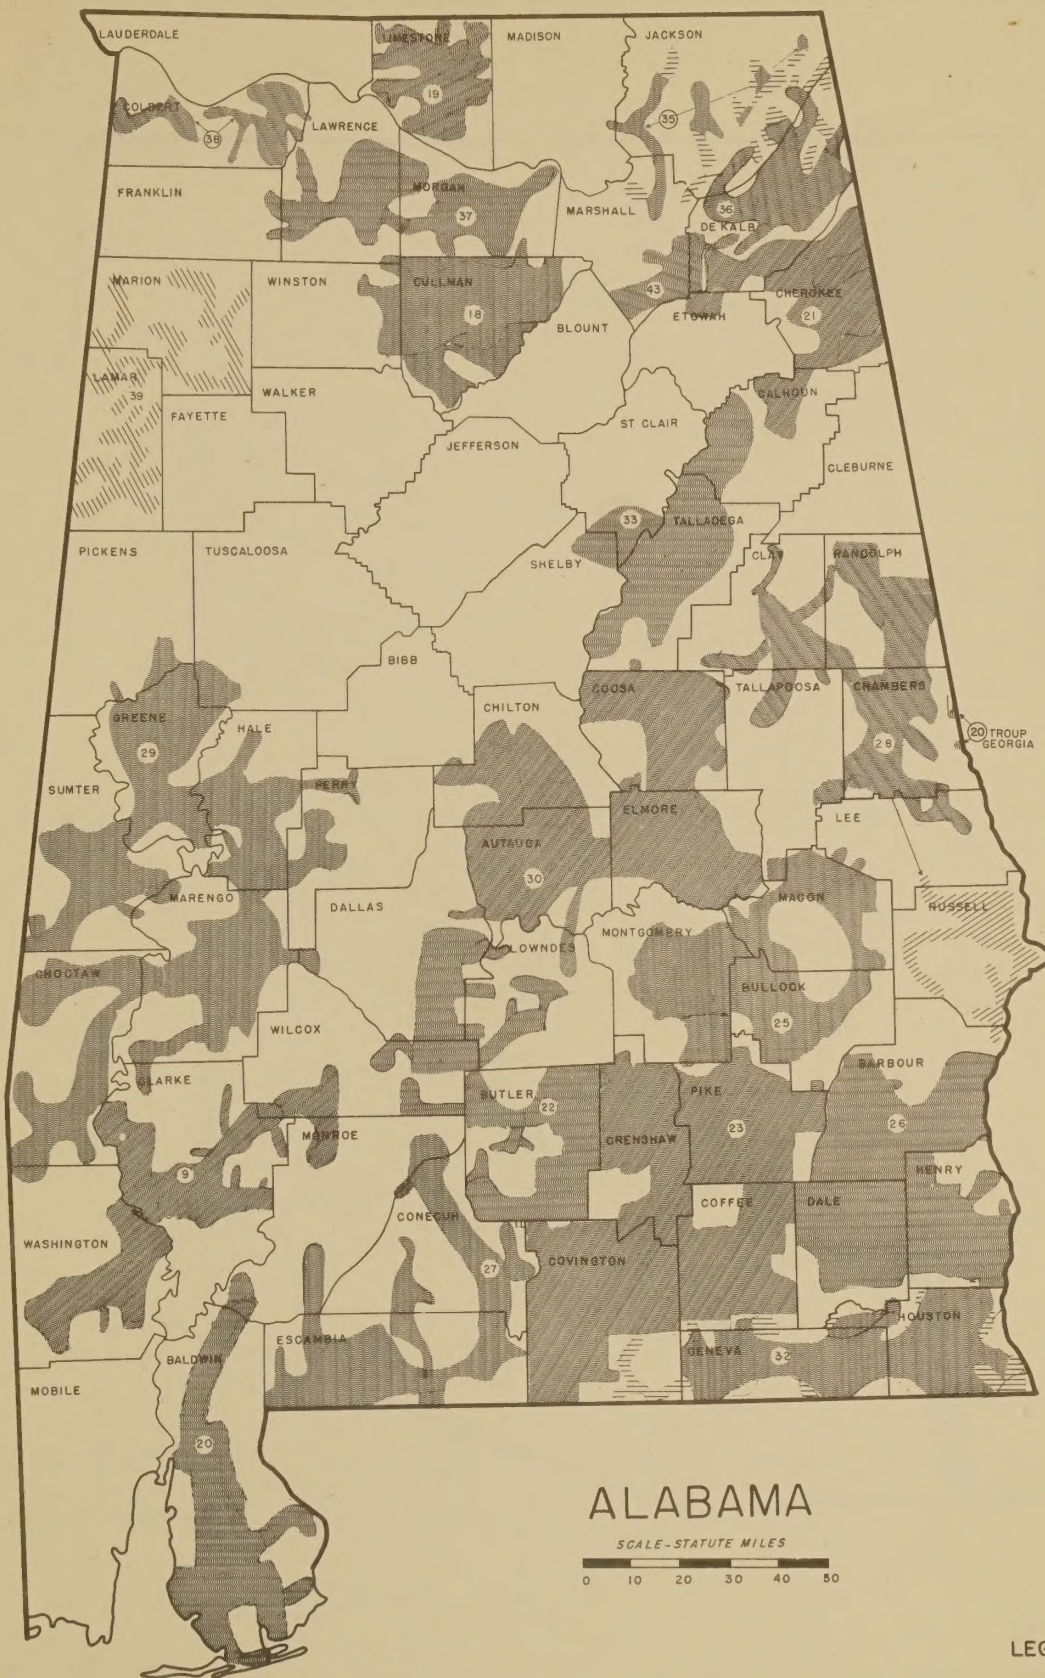 LAUDERDALE
LIMESTONE
MADISON
JACKSON
COLBERT
19
35
38
LAWRENCE
FRANKLIN
MORGAN
37
MARSHALL
36
DE KALB
MARION
WINSTON
CULLMAN
18
43
CHEROKEE
21
ETOWAH
BLOUNT
LAMAR
39
FAYETTE
WALKER
CALHOUN
ST. CLAIR
JEFFERSON
CLEBURNE
33
TALLADEGA
PICKENS
TUSCALOOSA
SHELBY
CLAY
RANDOLPH
BIBB
COOSA
TALLAPOOSA
CHAMBERS
GREENE
HALE
CHILTON
20 TROUP
GEORGIA
29
28
SUMTER
PERRY
ELMORE
LEE
AUTAUGA
30
MARENGO
DALLAS
MACON
RUSSELL
LOWNDES
MONTGOMERY
CHOCTAW
BULLOCK
25
WILCOX
BARBOUR
CLARKE
BUTLER
22
PIKE
23
26
MONROE
CRENSHAW
9
HENRY
CONECUH
COFFEE
DALE
WASHINGTON
27
COVINGTON
HOUSTON
ESCAMBIA
GENEVA
32
BALDWIN
MOBILE
20
ALABAMA
SCALE-STATUTE MILES
0 10 20 30 40 50
LEG